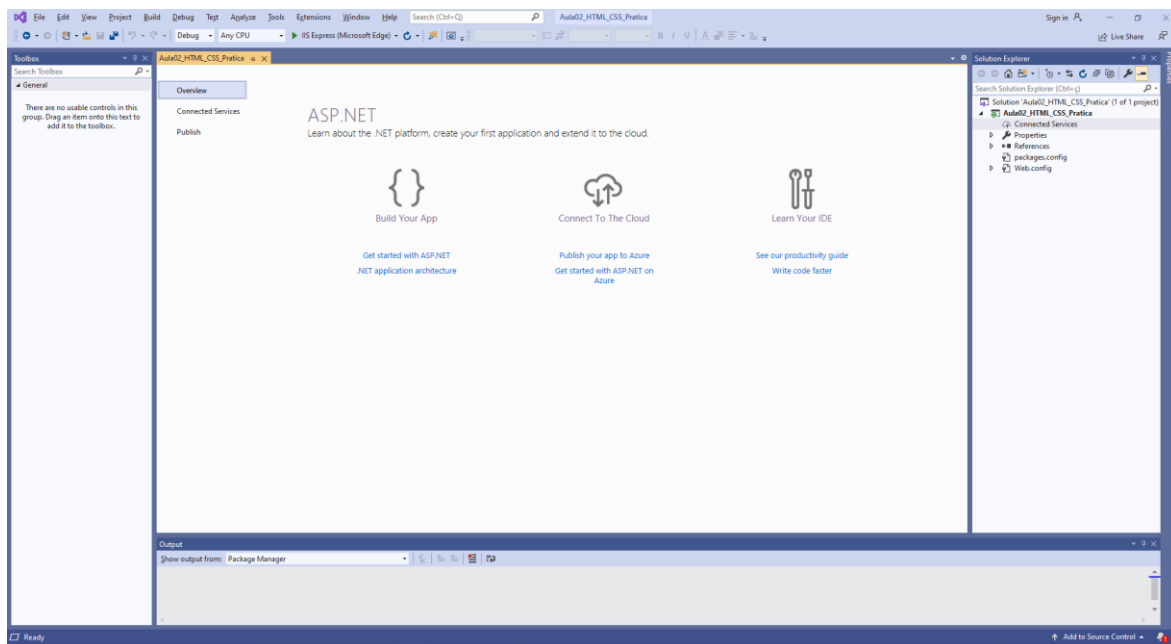 File Edit View Project Build Debug Test Analyze Tools Extensions Window Help Search (Ctrl+Q) Aula02_HTML_CSS_Pratica Sign in
Debug Any CPU IIS Express (Microsoft Edge) Live Share
Toolbox
Search Toolbox
General
There are no usable controls in this
group. Drag an item onto this text to
add it to the toolbox.
Aula02_HTML_CSS_Pratica
Overview
Connected Services
Publish
ASP.NET
Learn about the .NET platform, create your first application and extend it to the cloud.
{ }
Build Your App
Get started with ASP.NET
.NET application architecture
Connect To The Cloud
Publish your app to Azure
Get started with ASP.NET on
Azure
Learn Your IDE
See our productivity guide
Write code faster
Solution Explorer
Search Solution Explorer (Ctrl+ç)
Solution 'Aula02_HTML_CSS_Pratica' (1 of 1 project)
Aula02_HTML_CSS_Pratica
Connected Services
Properties
References
packages.config
Web.config
Properties
Output
Show output from: Package Manager
Ready
Add to Source Control